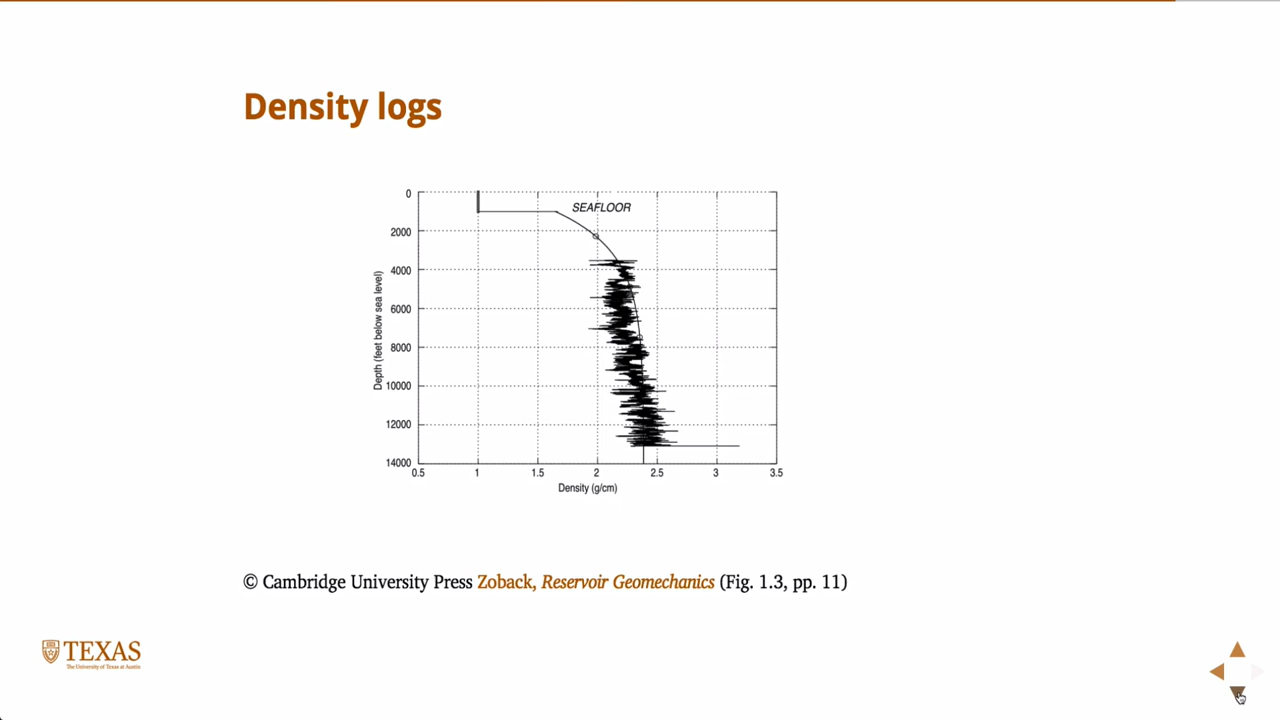 Density logs
SEAFLOOR
0
2000
4000
6000
8000
10000
12000
14000
Depth (feet below sea level)
0.5 1 1.5 2 2.5 3 3.5
Density (g/cm)
© Cambridge University Press Zoback, Reservoir Geomechanics (Fig. 1.3, pp. 11)
TEXAS
The University of Texas at Austin